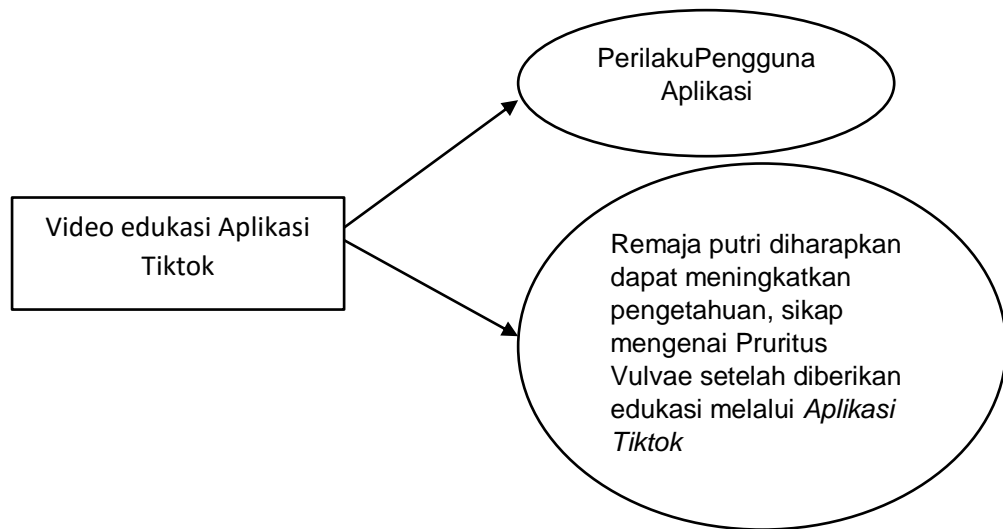 PerilakuPengguna
Aplikasi
Video edukasi Aplikasi
Tiktok
Remaja putri diharapkan
dapat meningkatkan
pengetahuan, sikap
mengenai Pruritus
Vulvae setelah diberikan
edukasi melalui Aplikasi
Tiktok